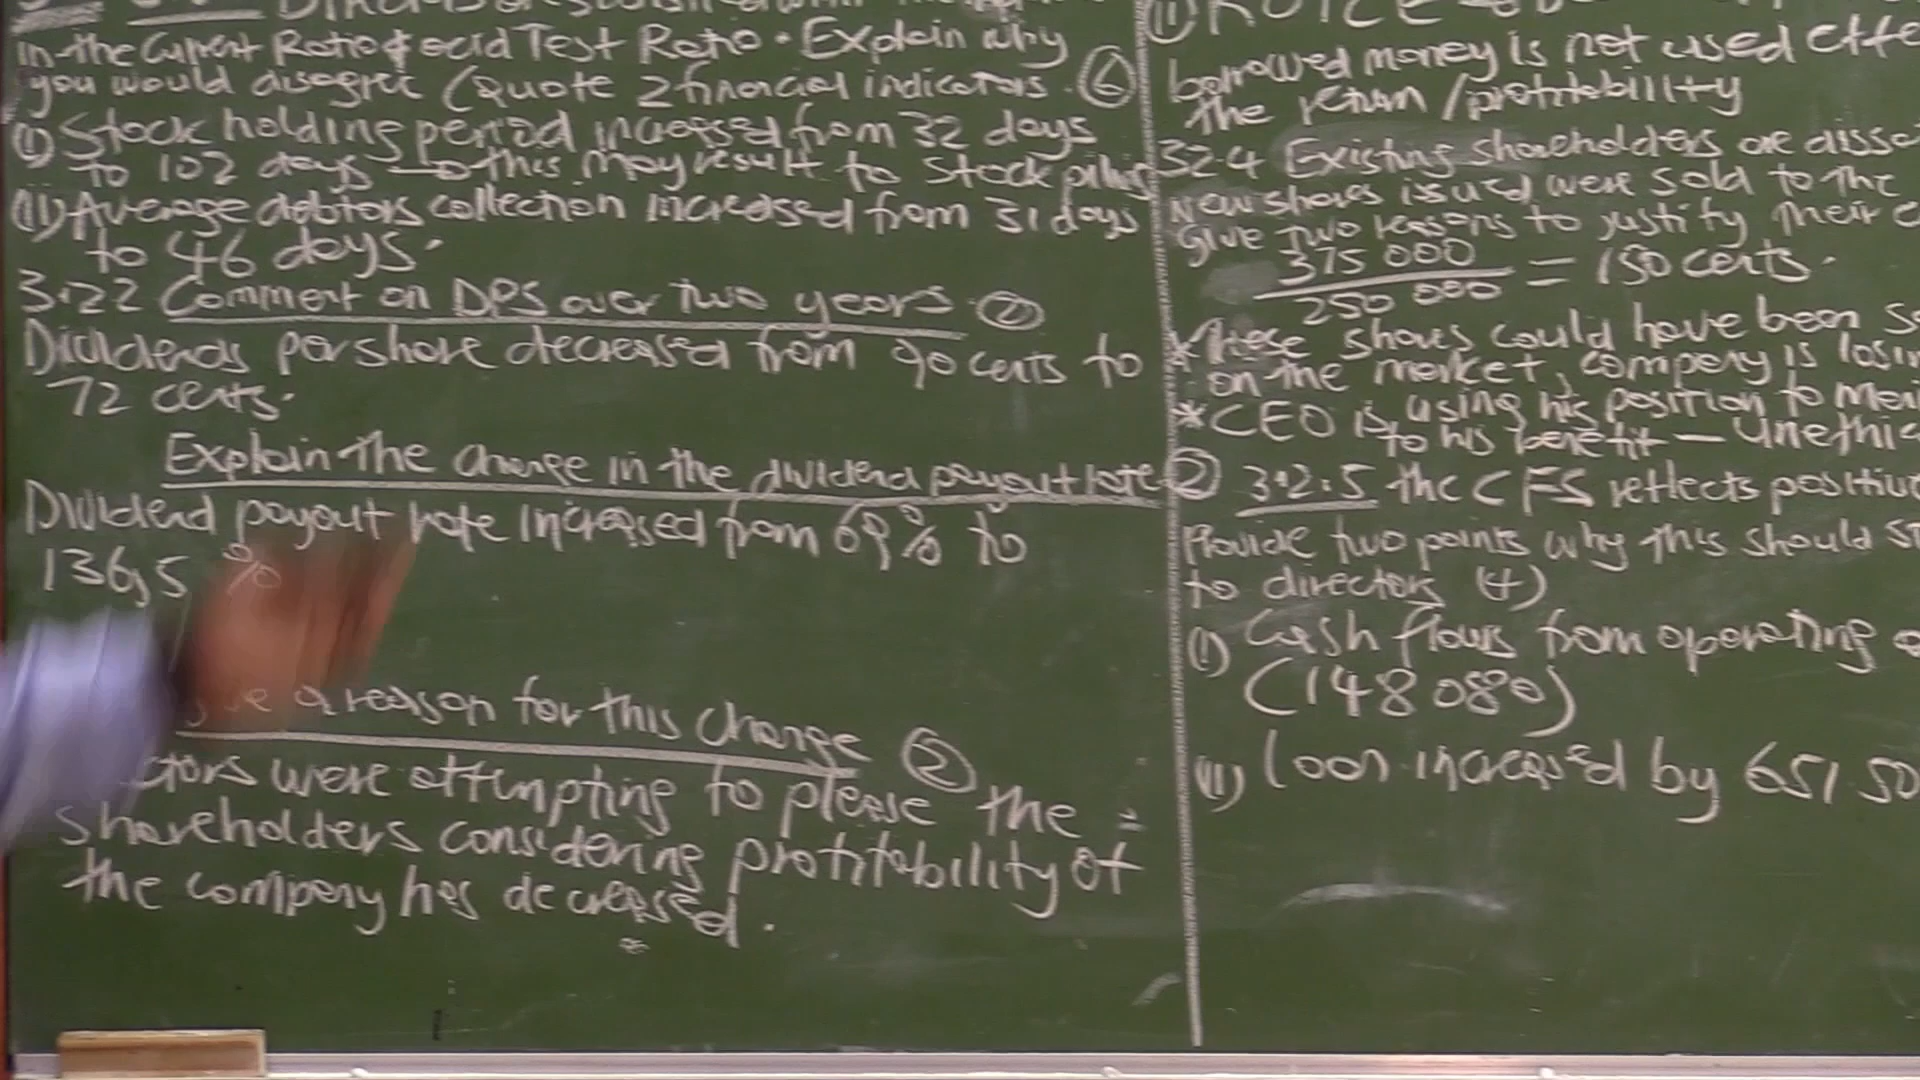 in the Current Ratio & acid Test Ratio. Explain why
you would disagree (Quote 2 financial indicators. (6)
(i) Stock holding period increased from 32 days
to 102 days → this may result to stock piling
(ii) Average debtors collection increased from 31 days
to 46 days.
3.22 Comment on DPS over two years (2)
Dividends per share decreased from 90 cents to
72 cents.
Explain the change in the dividend payout rate (2)
Dividend payout rate increased from 69% to
136,5 %
a reason for this change (2)
ctors were attempting to please the
shareholders considering profitability of
the company has decreased.
(ii) ROTCE
borrowed money is not used effe
the return / profitability
324 Existing shareholders are dissa
New shares issued were sold to the
give two reasons to justify their c
375 000
250 000 = 150 cents.
* these shares could have been s
on the market, company is losin
* CEO is using his position to
to his benefit – unethic
3.2.5 the CFS reflects positiv
Provide two points why this should
to directors (4)
(i) Cash flows from operating
(148 080)
(ii) loan increased by 651 50